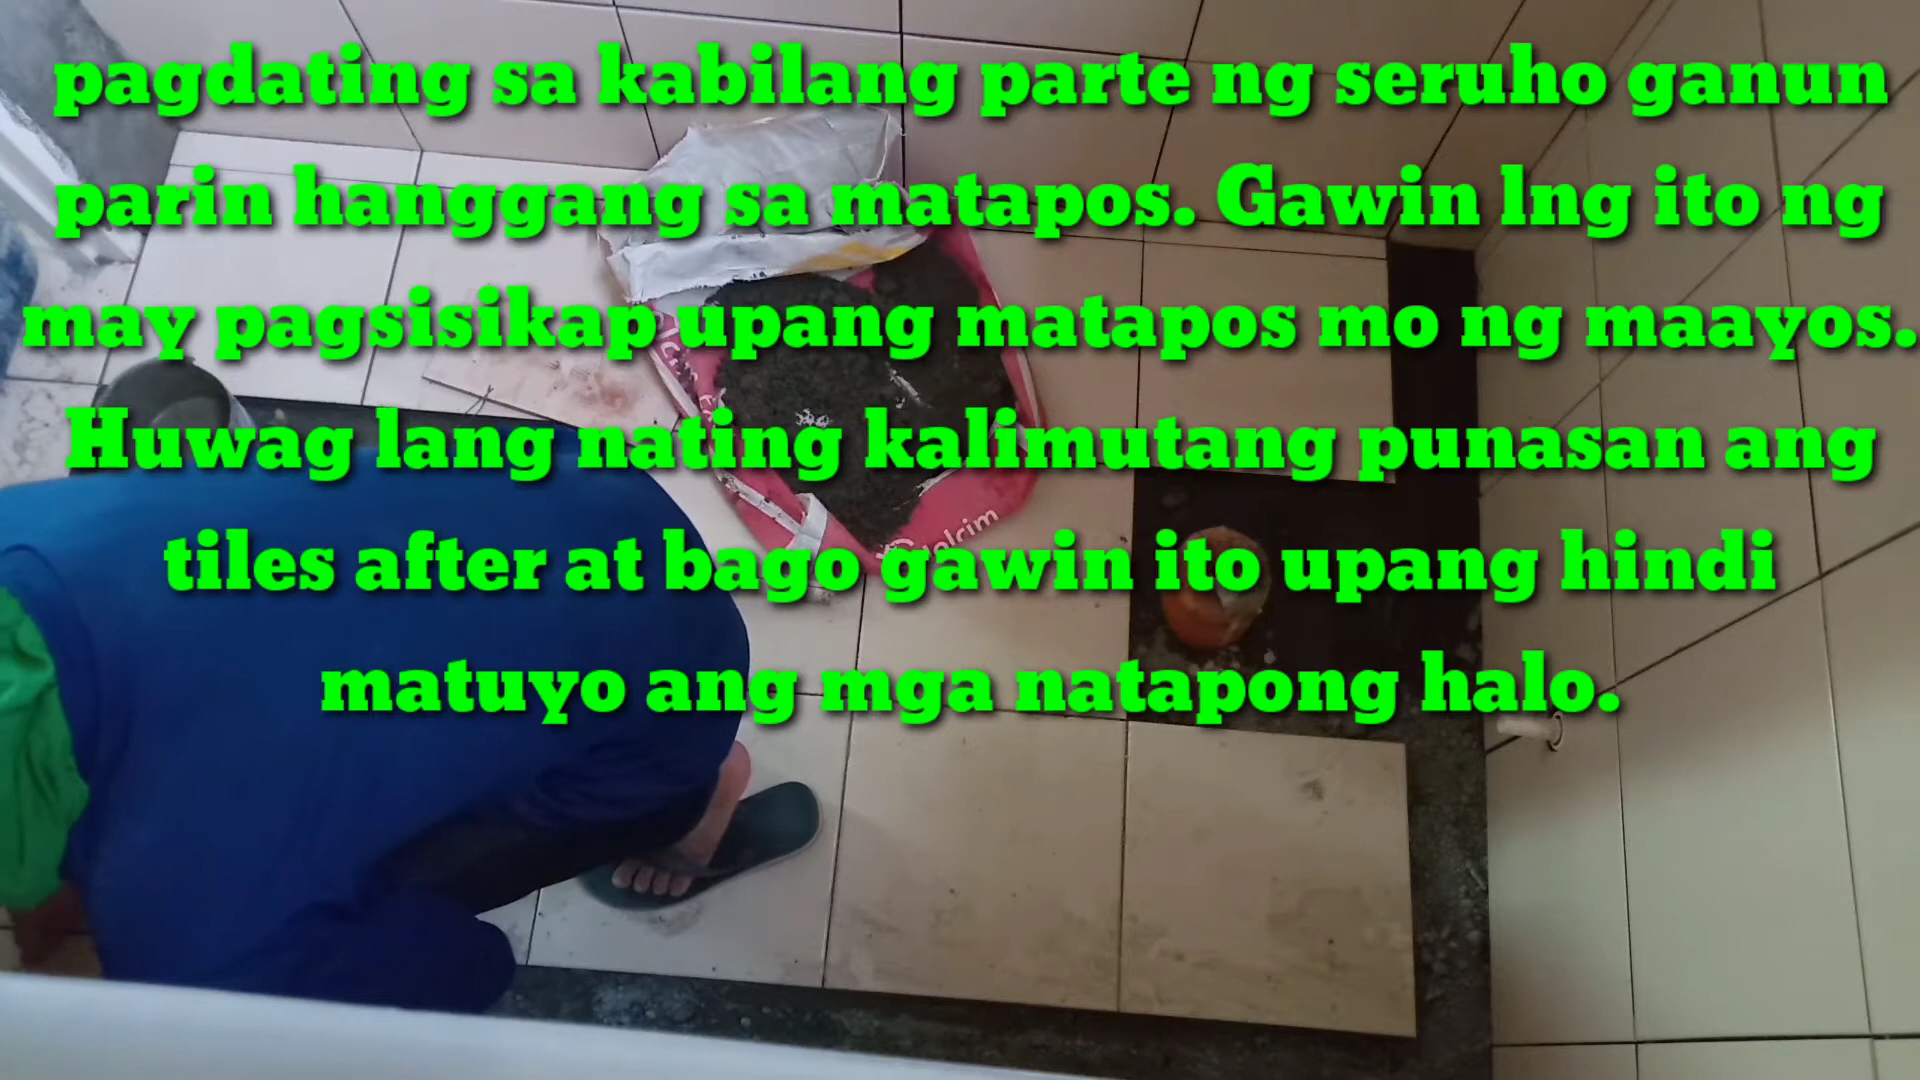 pagdating sa kabilang parte ng seruho ganun
parin hanggang sa matapos. Gawin lng ito ng
may pagsisikap upang matapos mo ng maayos.
Huwag lang nating kalimutang punasan ang
tiles after at bago gawin ito upang hindi
matuyo ang mga natapong halo.